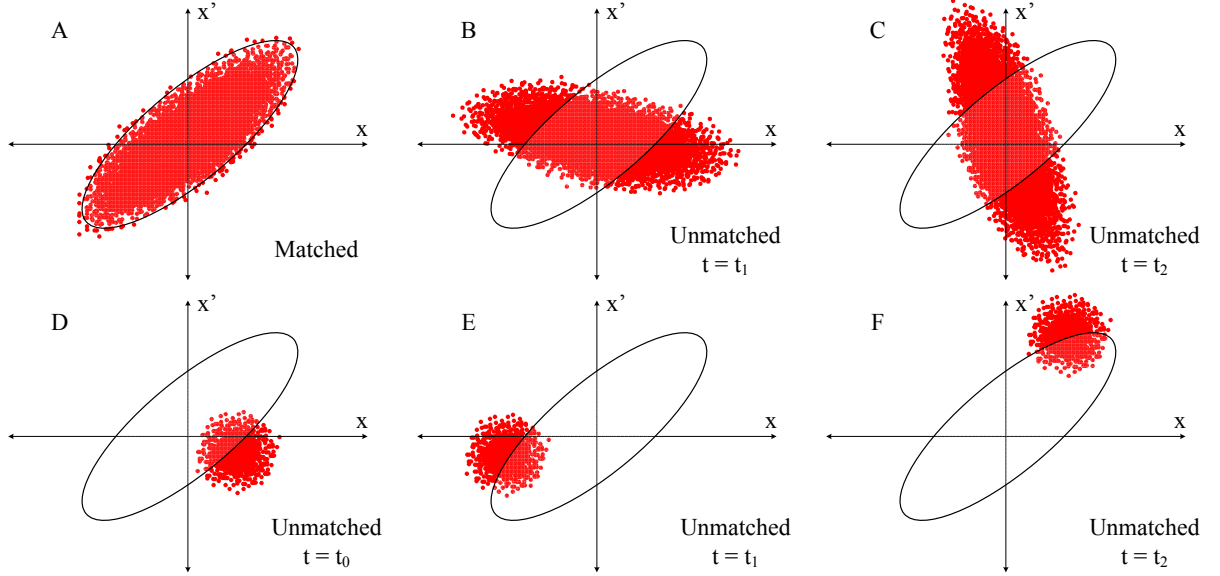 A
x’
x
Matched
B
x’
x
Unmatched
t = t₁
C
x’
x
Unmatched
t = t₂
D
x’
x
Unmatched
t = t₀
E
x’
x
Unmatched
t = t₁
F
x’
x
Unmatched
t = t₂